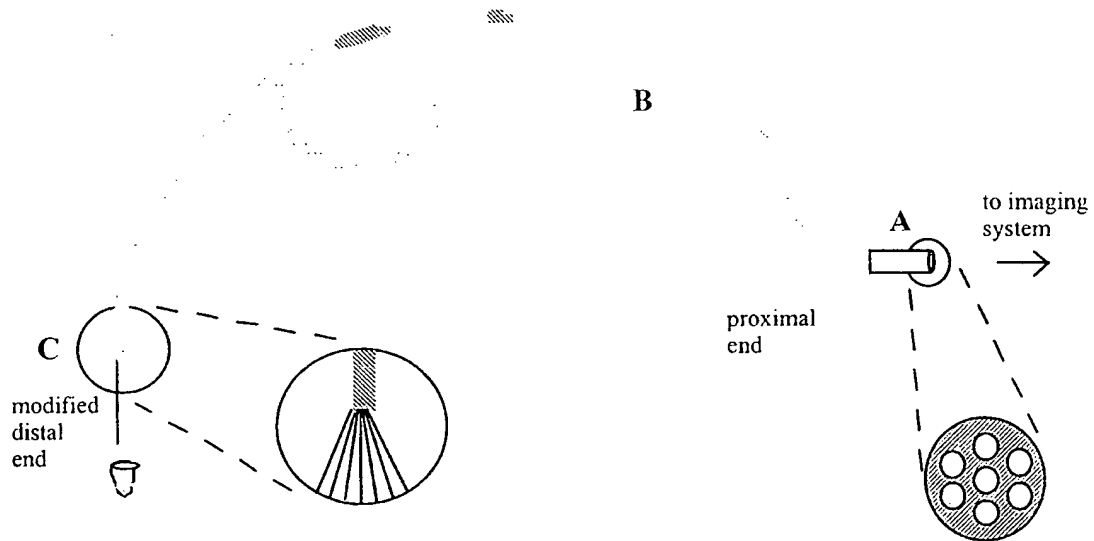 B
A
to imaging
system
proximal
end
C
modified
distal
end